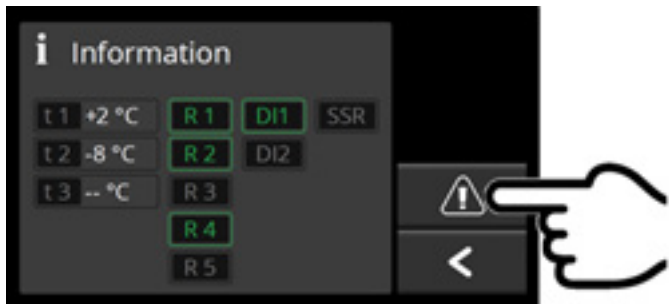 i Information
t1 +2 °C R1 DI1 SSR
t2 -8 °C R2 DI2
t3 -- °C R3
R4
R5